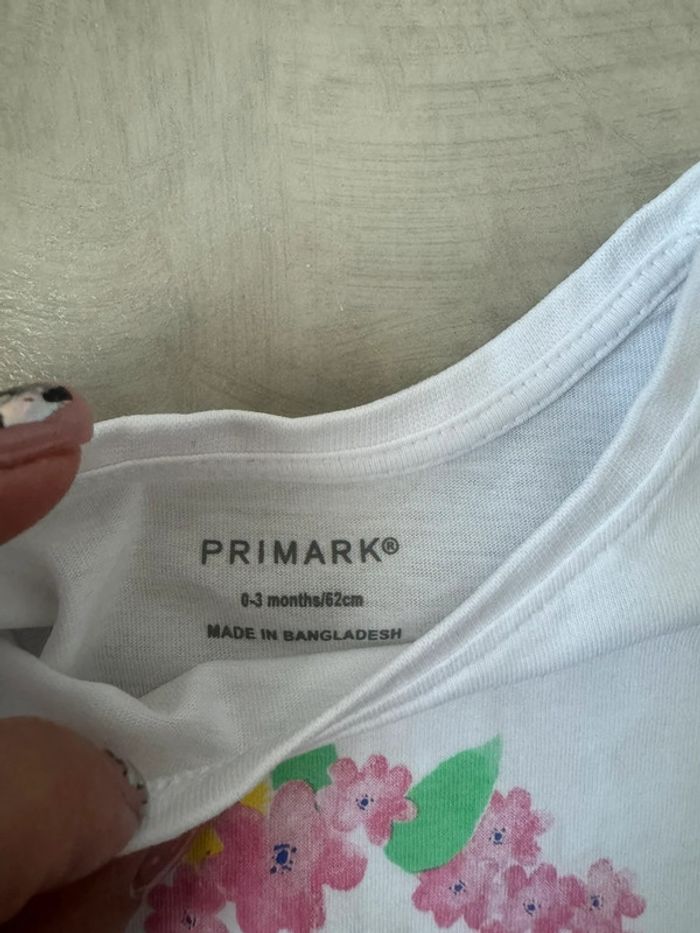 PRIMARK®
0-3 months/62cm
MADE IN BANGLADESH